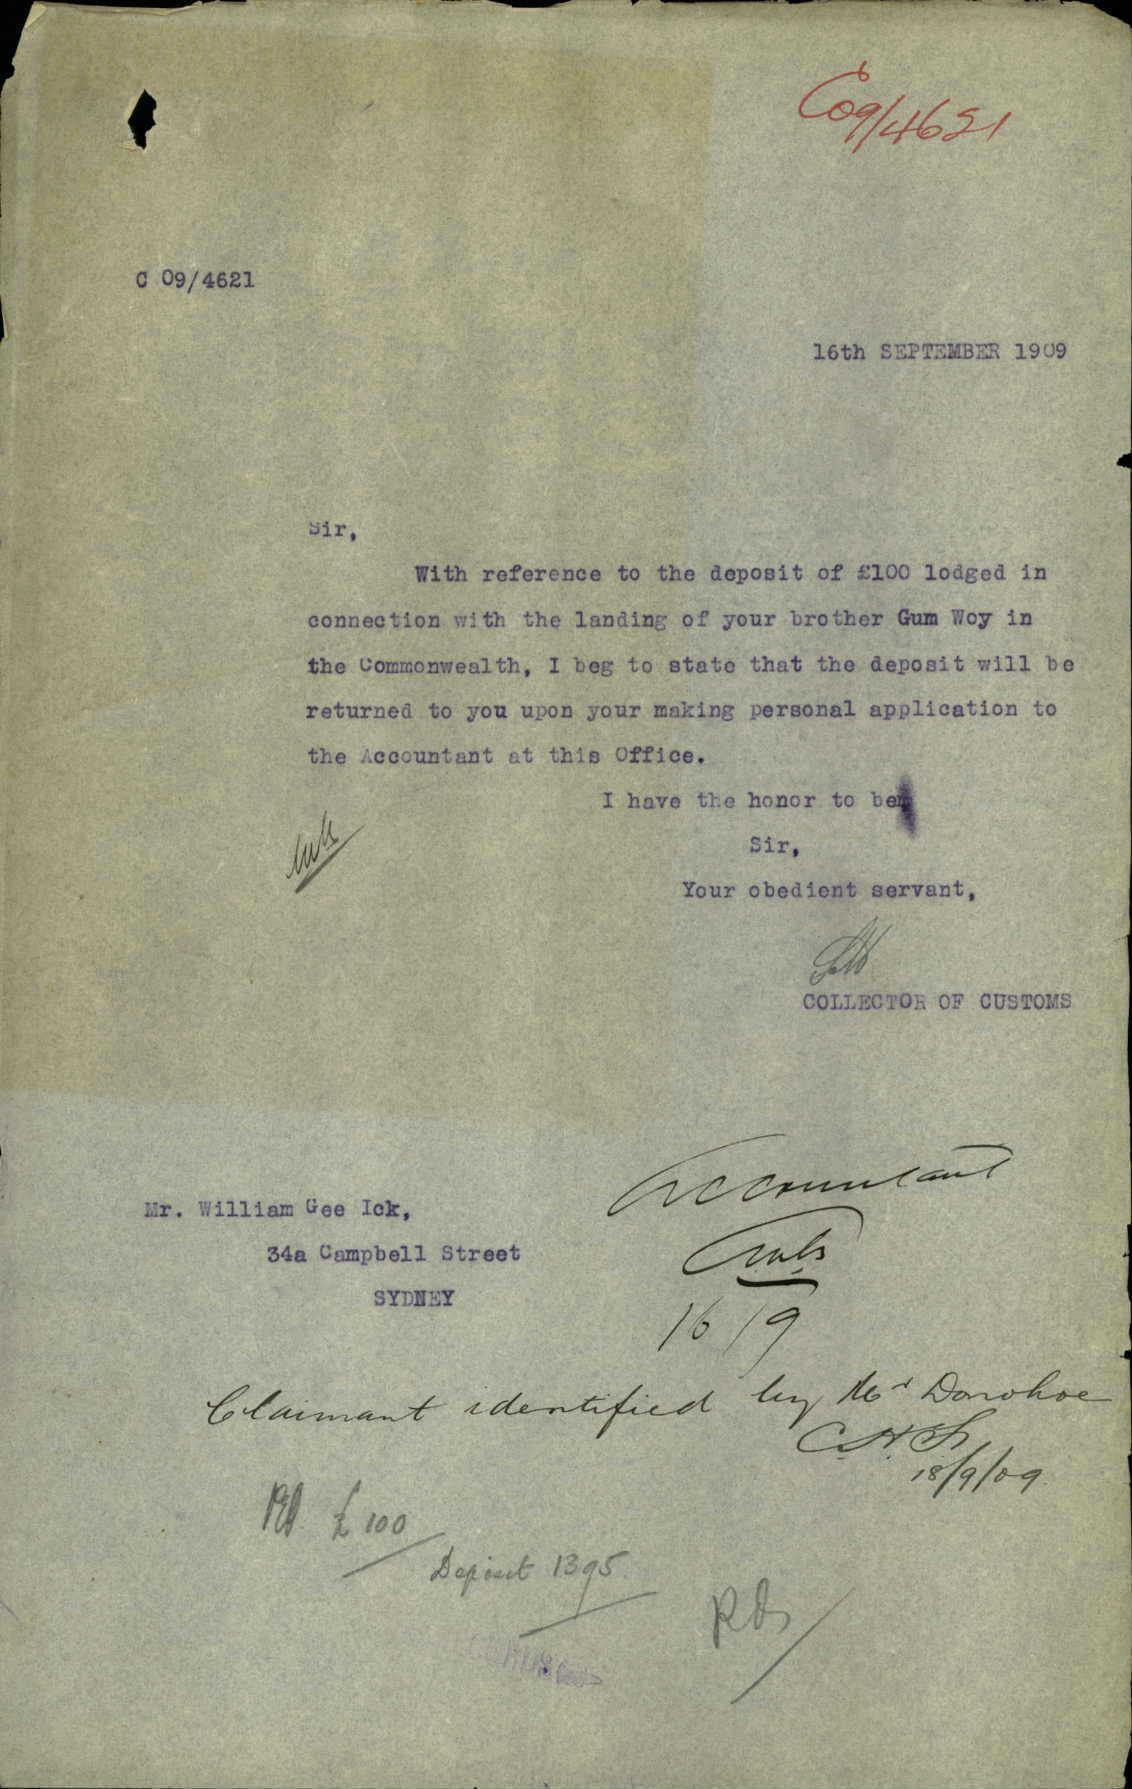 C09/4621
C 09/4621
16th SEPTEMBER 1909
Sir,
With reference to the deposit of £100 lodged in
connection with the landing of your brother Gum Woy in
the Commonwealth, I beg to state that the deposit will be
returned to you upon your making personal application to
the Accountant at this Office.
I have the honor to be,
Sir,
Your obedient servant,
COLLECTOR OF CUSTOMS
Accountant
Mr. William Gee Ick,
34a Campbell Street
SYDNEY
16/9
Claimant identified by Mr Donohoe
18/9/09
£100
Deposit 1395